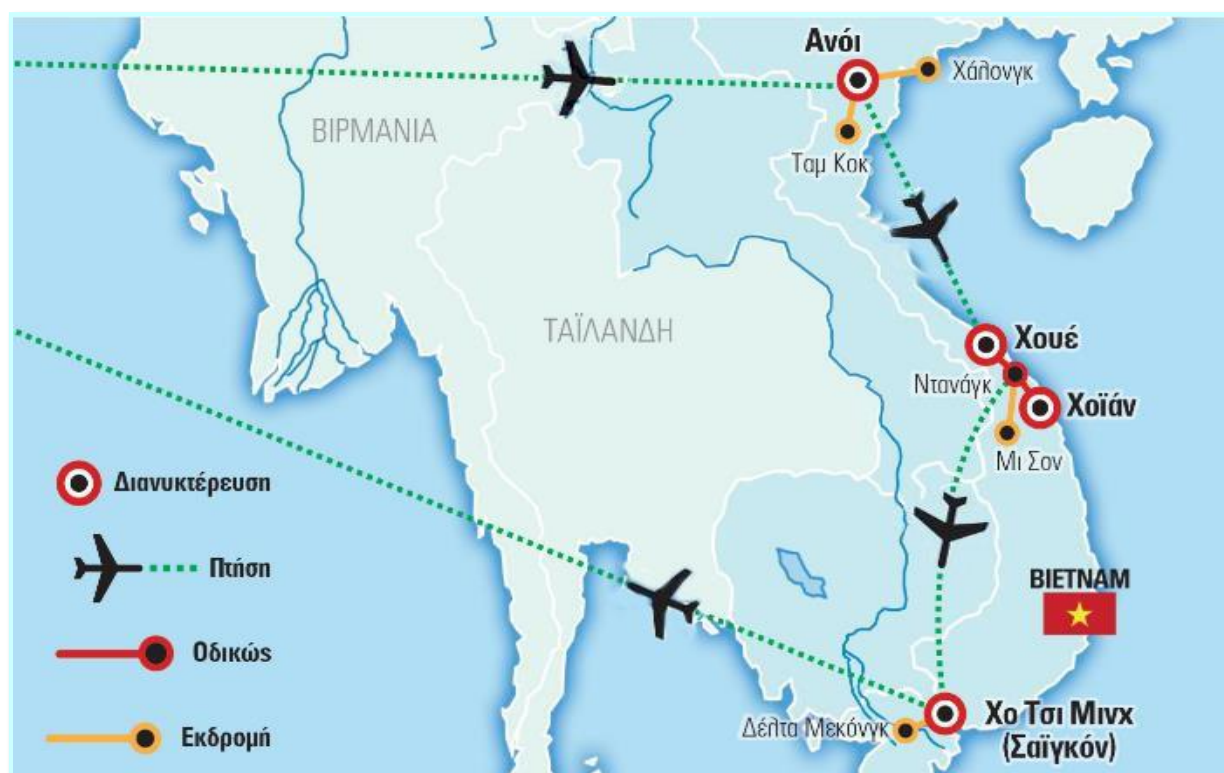 Ανόι
Χάλονγκ
ΒΙΡΜΑΝΙΑ
Ταμ Κοκ
ΤΑΪΛΑΝΔΗ
Χουέ
Ντανάγκ
Χοϊάν
Μι Σον
Διανυκτέρευση
Πτήση
ΒΙΕΤΝΑΜ
Οδικώς
Δέλτα Μεκόνγκ
Χο Τσι Μινχ
(Σαϊγκόν)
Εκδρομή